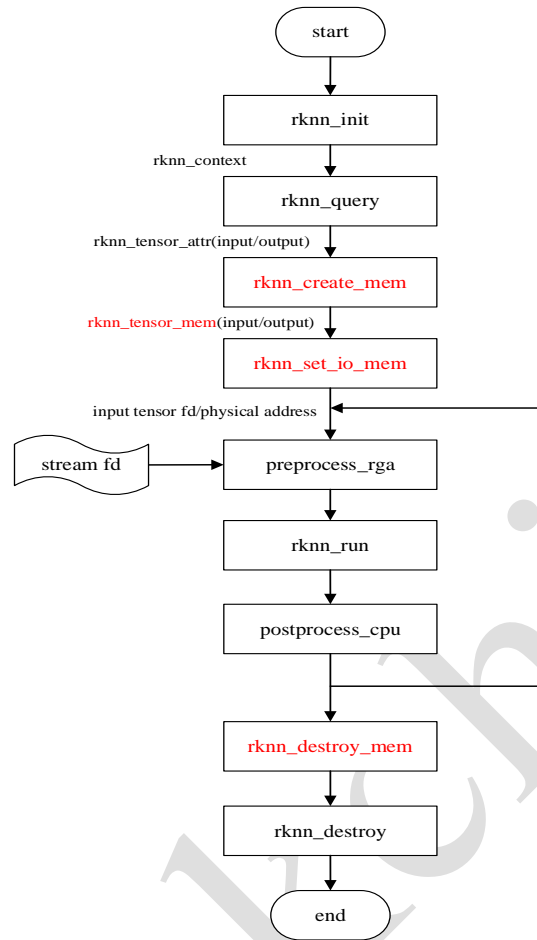 start
rknn_init
rknn_context
rknn_query
rknn_tensor_attr(input/output)
rknn_create_mem
rknn_tensor_mem(input/output)
rknn_set_io_mem
input tensor fd/physical address
stream fd
preprocess_rga
rknn_run
postprocess_cpu
rknn_destroy_mem
rknn_destroy
end